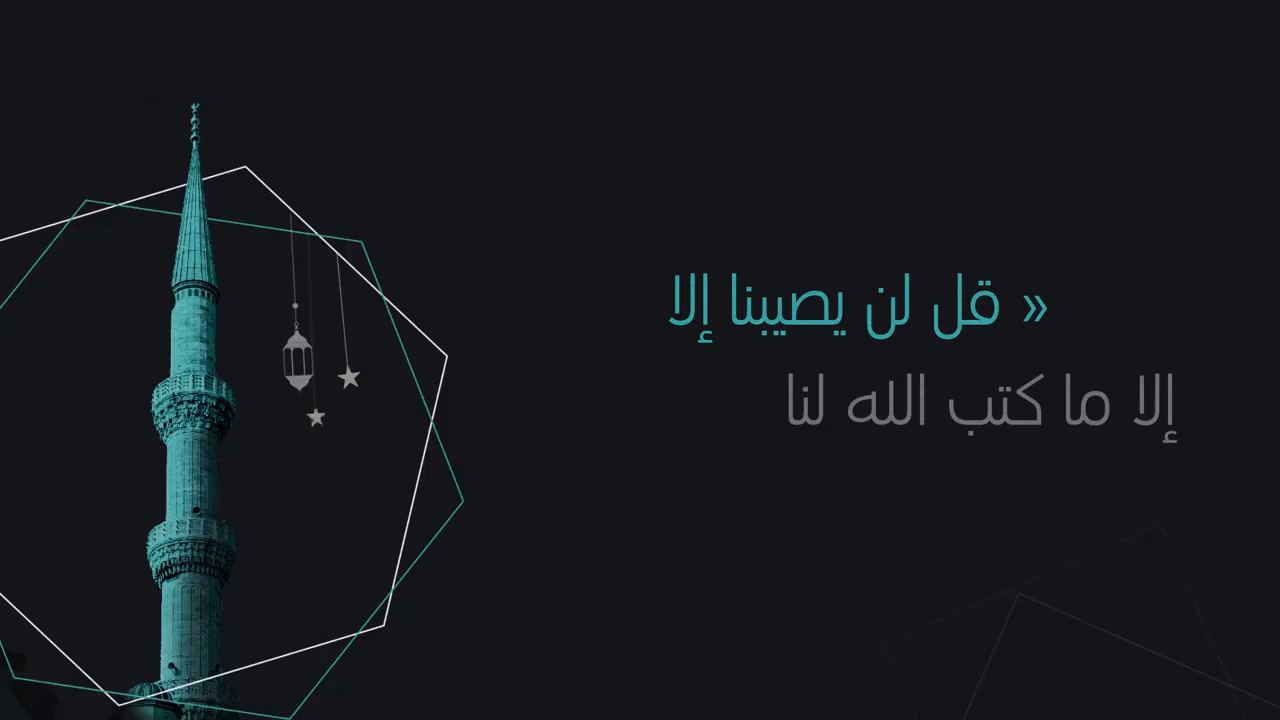 « قل لن يصيبنا إلا
إلا ما كتب الله لنا